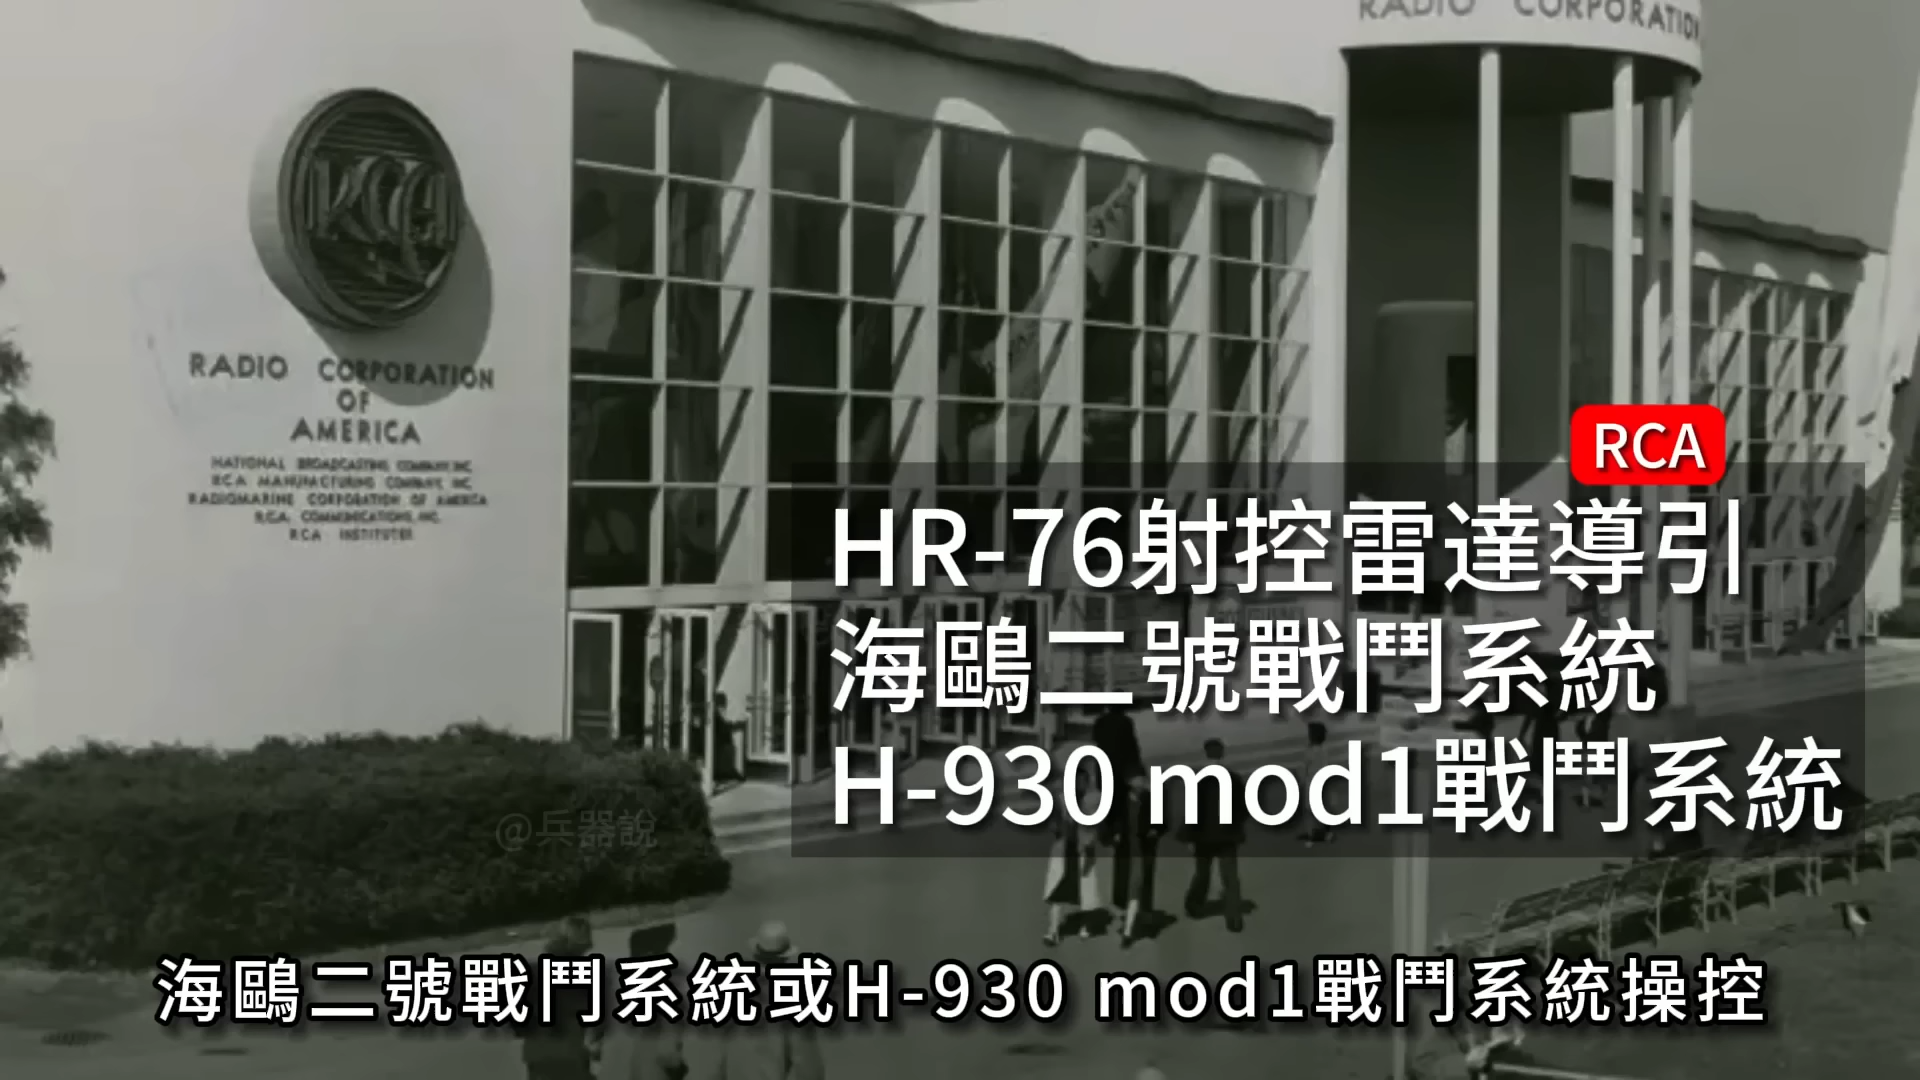 RADIO CORPORATION
RCA
RADIO CORPORATION
OF
AMERICA
NATIONAL BROADCASTING COMPANY, INC.
RCA MANUFACTURING COMPANY, INC.
RADIOMARINE CORPORATION OF AMERICA
R.C.A. COMMUNICATIONS, INC.
RCA INSTITUTES
RCA
HR-76射控雷達導引
海鷗二號戰鬥系統
H-930 mod1戰鬥系統
@兵器說
海鷗二號戰鬥系統或H-930 mod1戰鬥系統操控